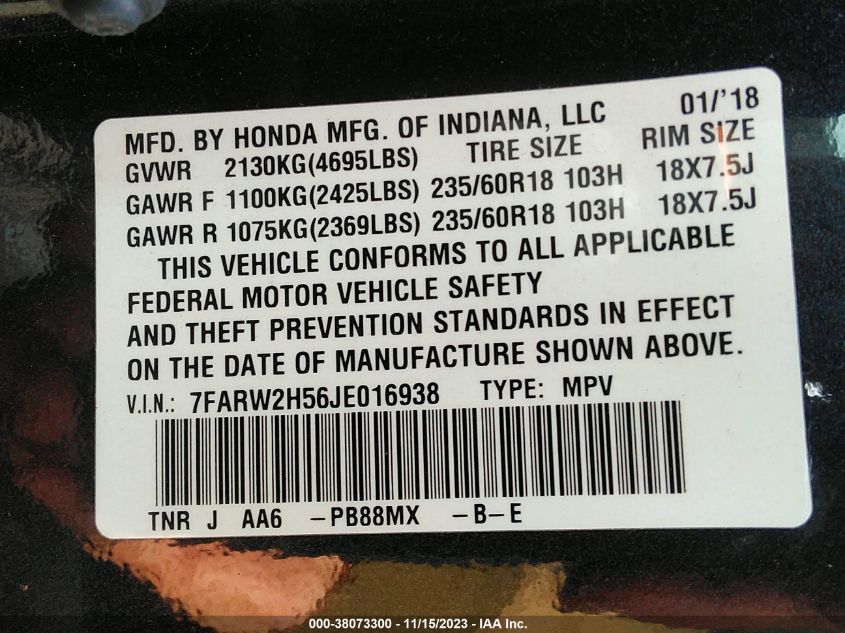 MFD. BY HONDA MFG. OF INDIANA, LLC 01/'18
GVWR 2130KG(4695LBS) TIRE SIZE RIM SIZE
GAWR F 1100KG(2425LBS) 235/60R18 103H 18X7.5J
GAWR R 1075KG(2369LBS) 235/60R18 103H 18X7.5J
THIS VEHICLE CONFORMS TO ALL APPLICABLE
FEDERAL MOTOR VEHICLE SAFETY
AND THEFT PREVENTION STANDARDS IN EFFECT
ON THE DATE OF MANUFACTURE SHOWN ABOVE.
V.I.N.: 7FARW2H56JE016938 TYPE: MPV
TNR J AA6 -PB88MX -B-E
000-38073300 - 11/15/2023 - IAA Inc.